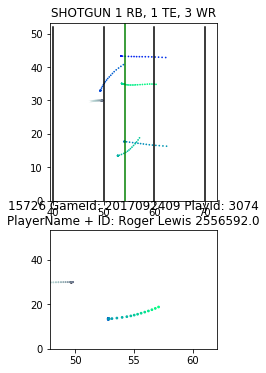 SHOTGUN 1 RB, 1 TE, 3 WR
50
40
30
20
10
0
40 50 60 70
15726 GameId: 2017092409 PlayId: 3074
PlayerName + ID: Roger Lewis 2556592.0
40
20
0
50 55 60